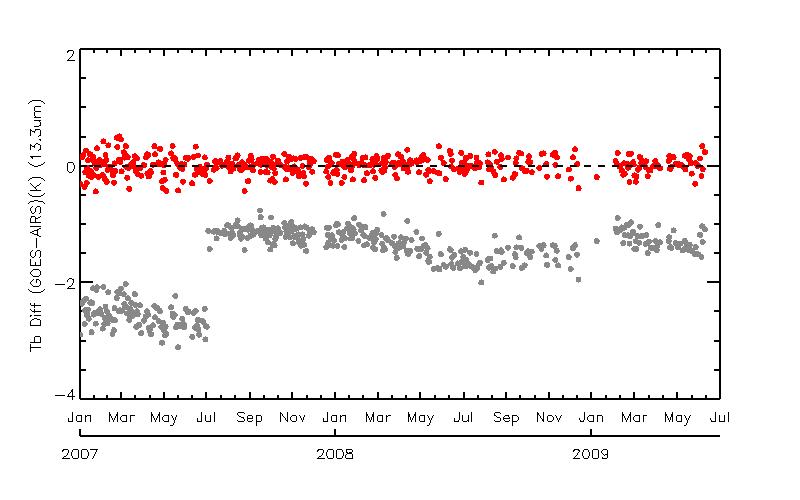 2
0
−2
−4
Tb Diff (GOES−AIRS)(K) (13.3um)
Jan Mar May Jul Sep Nov Jan Mar May Jul Sep Nov Jan Mar May Jul
2007 2008 2009